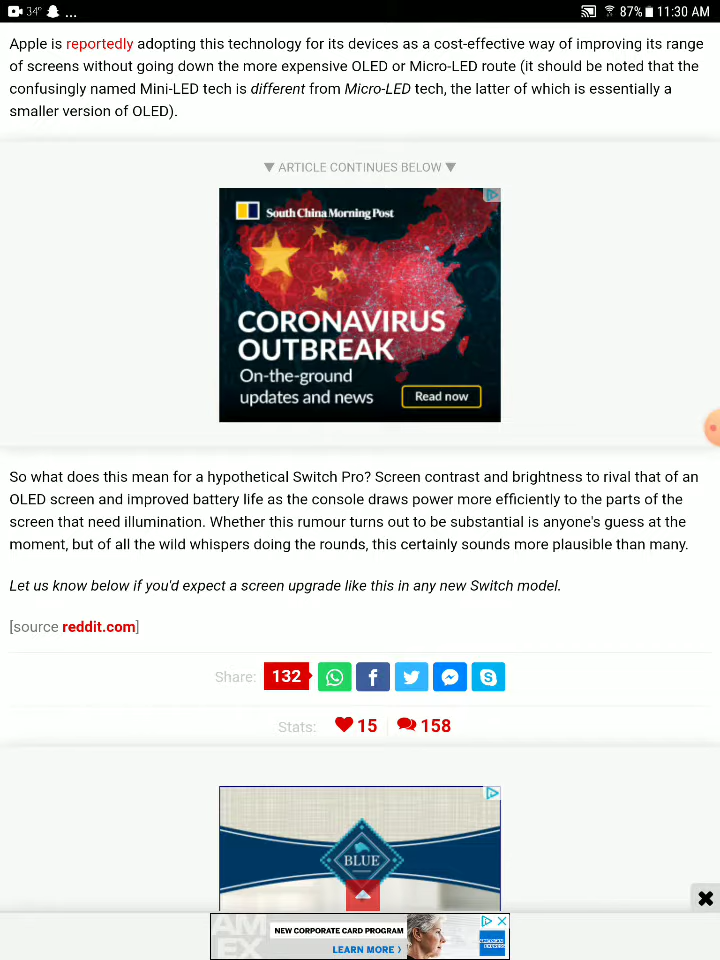 34° ... 87% 11:30 AM
Apple is reportedly adopting this technology for its devices as a cost-effective way of improving its range
of screens without going down the more expensive OLED or Micro-LED route (it should be noted that the
confusingly named Mini-LED tech is different from Micro-LED tech, the latter of which is essentially a
smaller version of OLED).
▼ ARTICLE CONTINUES BELOW ▼
South China Morning Post
CORONAVIRUS
OUTBREAK
On-the-ground
updates and news
Read now
So what does this mean for a hypothetical Switch Pro? Screen contrast and brightness to rival that of an
OLED screen and improved battery life as the console draws power more efficiently to the parts of the
screen that need illumination. Whether this rumour turns out to be substantial is anyone's guess at the
moment, but of all the wild whispers doing the rounds, this certainly sounds more plausible than many.
Let us know below if you'd expect a screen upgrade like this in any new Switch model.
[source reddit.com]
Share: 132
Stats: 15 158
BLUE
AM
EX
NEW CORPORATE CARD PROGRAM
LEARN MORE >
AMERICAN
EXPRESS